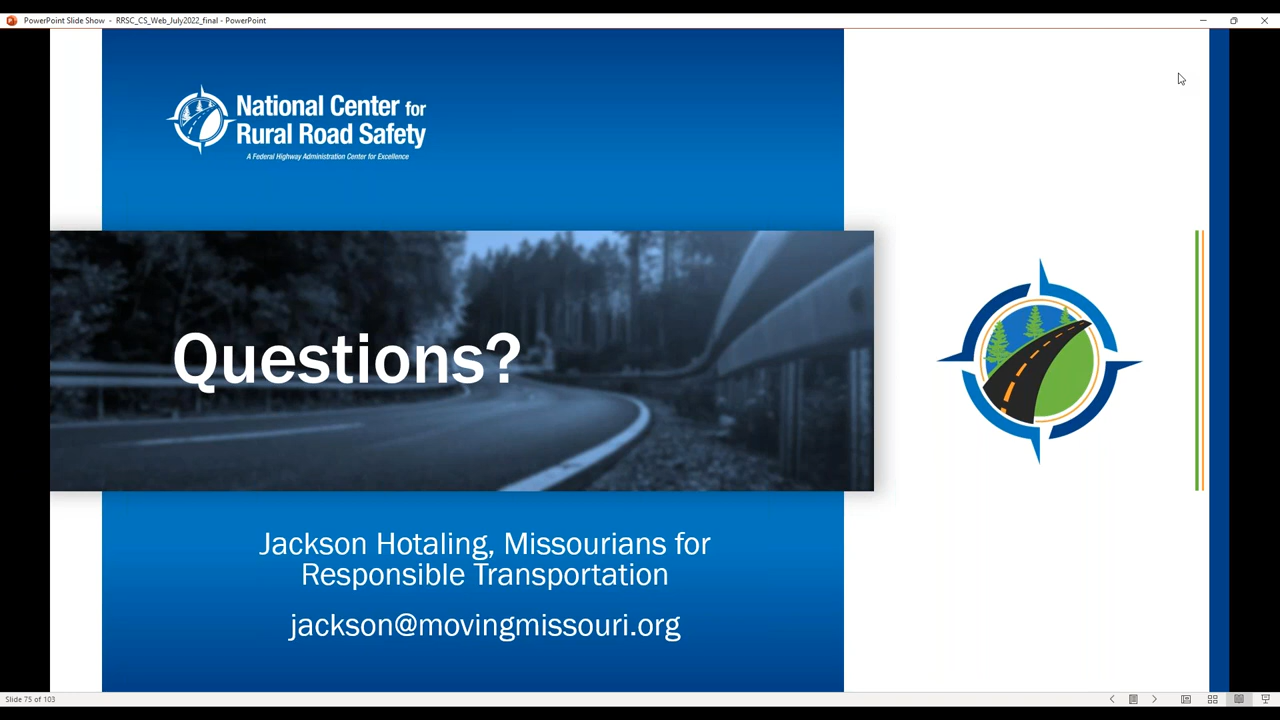 PowerPoint Slide Show - RRSC_CS_Web_July2022_final - PowerPoint
National Center for
Rural Road Safety
A Federal Highway Administration Center for Excellence
Questions?
Jackson Hotaling, Missourians for
Responsible Transportation
jackson@movingmissouri.org
Slide 75 of 103